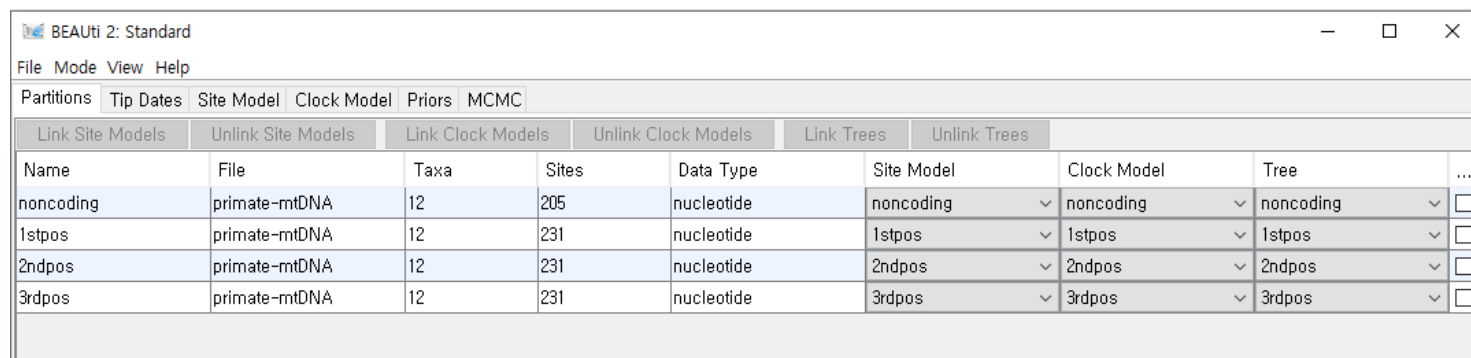 BEAUti 2: Standard
File Mode View Help
Partitions Tip Dates Site Model Clock Model Priors MCMC
Link Site Models Unlink Site Models Link Clock Models Unlink Clock Models Link Trees Unlink Trees
Name File Taxa Sites Data Type Site Model Clock Model Tree ...
noncoding primate-mtDNA 12 205 nucleotide noncoding noncoding noncoding
1stpos primate-mtDNA 12 231 nucleotide 1stpos 1stpos 1stpos
2ndpos primate-mtDNA 12 231 nucleotide 2ndpos 2ndpos 2ndpos
3rdpos primate-mtDNA 12 231 nucleotide 3rdpos 3rdpos 3rdpos